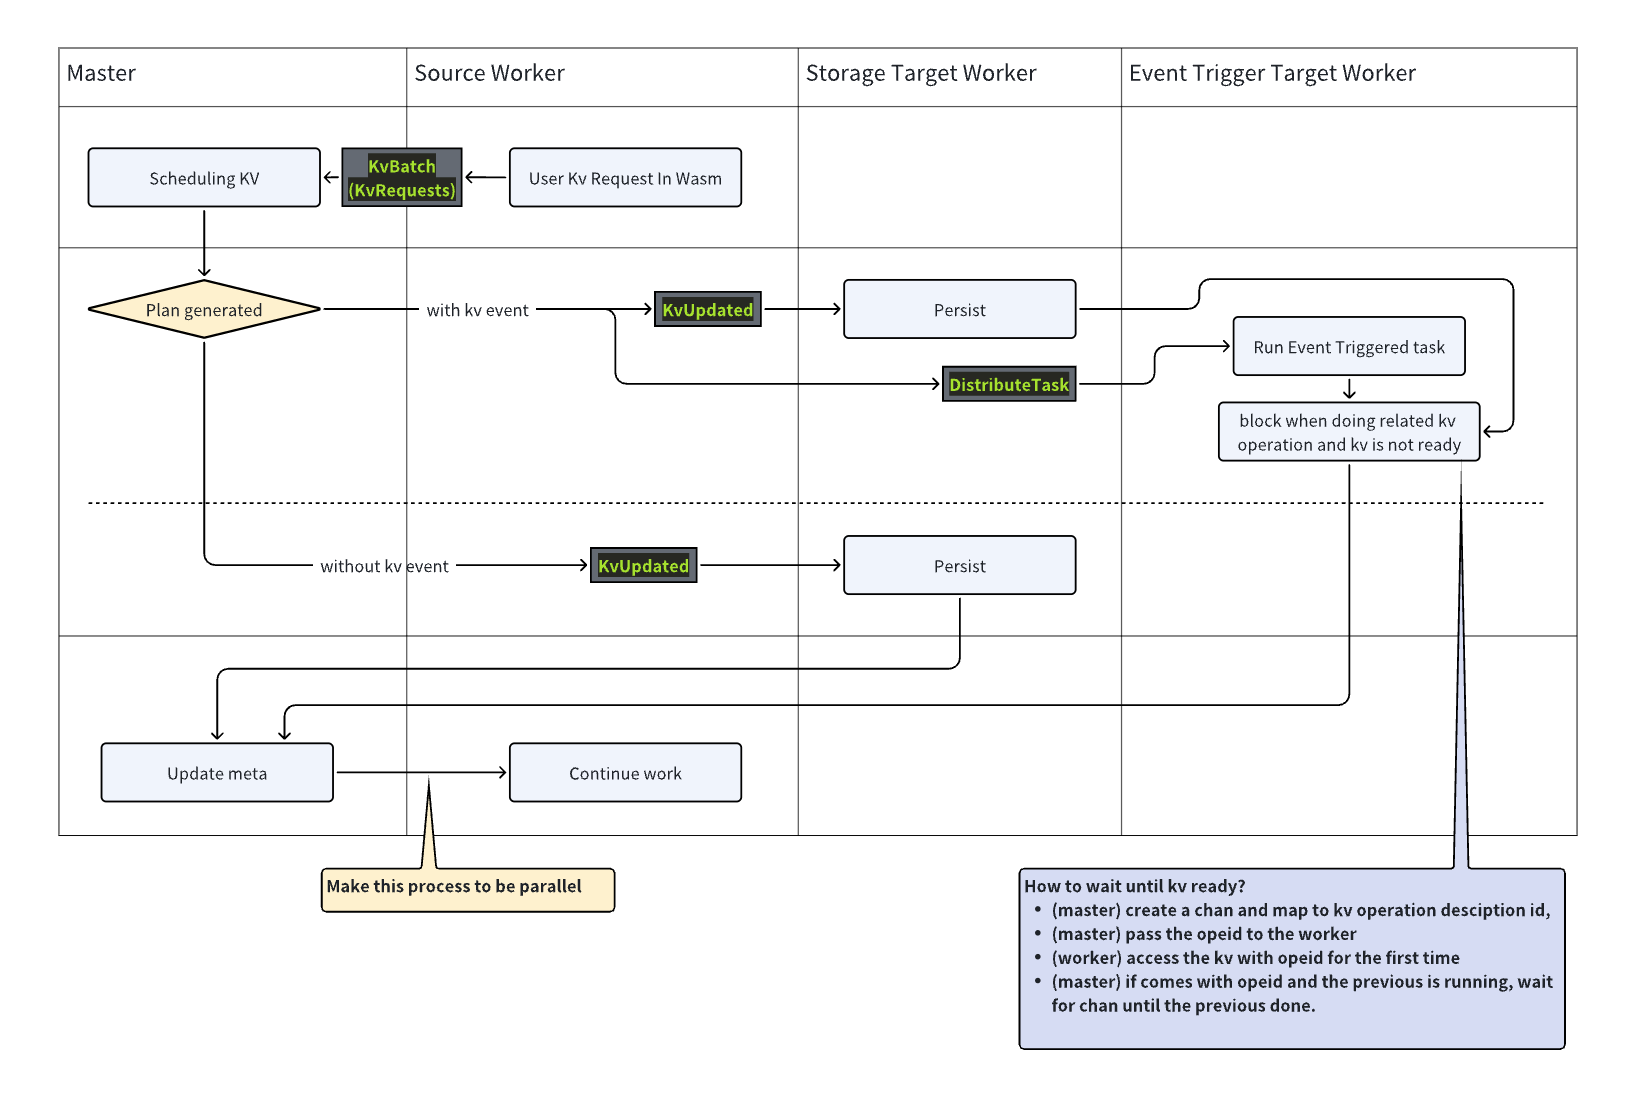 Master
Source Worker
Storage Target Worker
Event Trigger Target Worker
Scheduling KV
KvBatch
(KvRequests)
User Kv Request In Wasm
Plan generated
with kv event
KvUpdated
Persist
Run Event Triggered task
DistributeTask
block when doing related kv
operation and kv is not ready
without kv event
KvUpdated
Persist
Update meta
Continue work
Make this process to be parallel
How to wait until kv ready?
• (master) create a chan and map to kv operation desciption id,
• (master) pass the opeid to the worker
• (worker) access the kv with opeid for the first time
• (master) if comes with opeid and the previous is running, wait
for chan until the previous done.